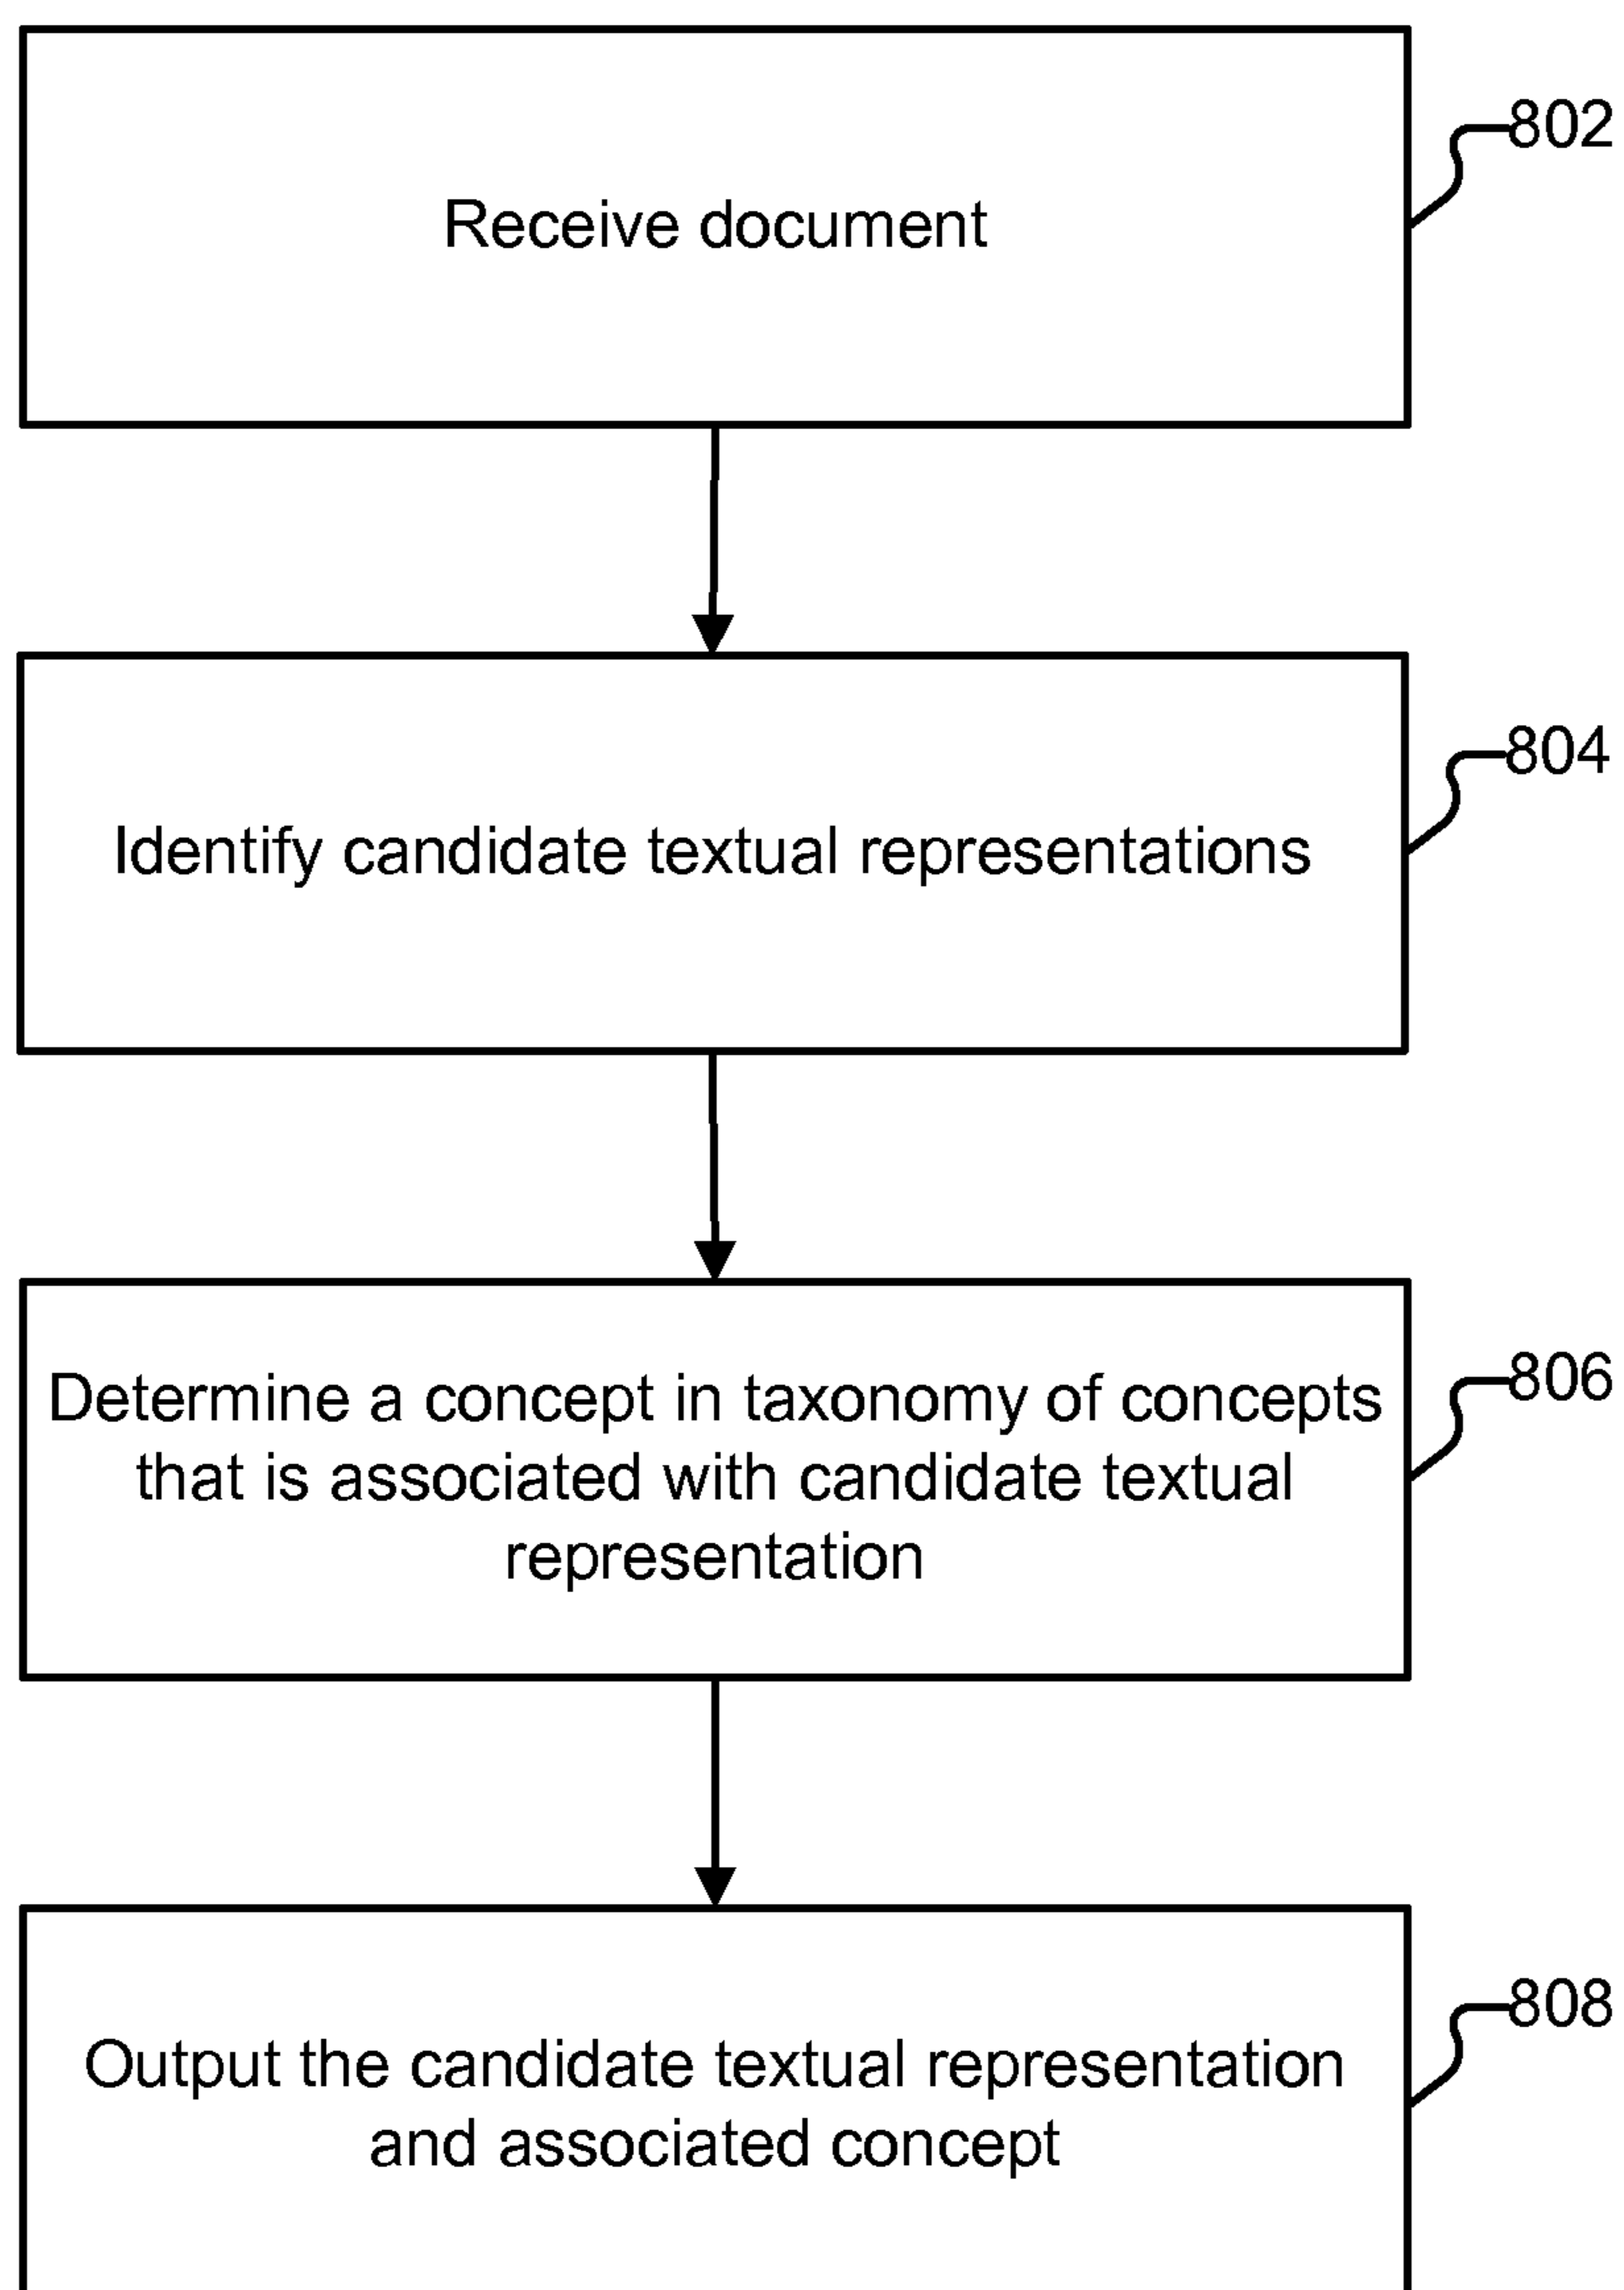 Receive document
802
Identify candidate textual representations
804
Determine a concept in taxonomy of concepts
that is associated with candidate textual
representation
806
Output the candidate textual representation
and associated concept
808